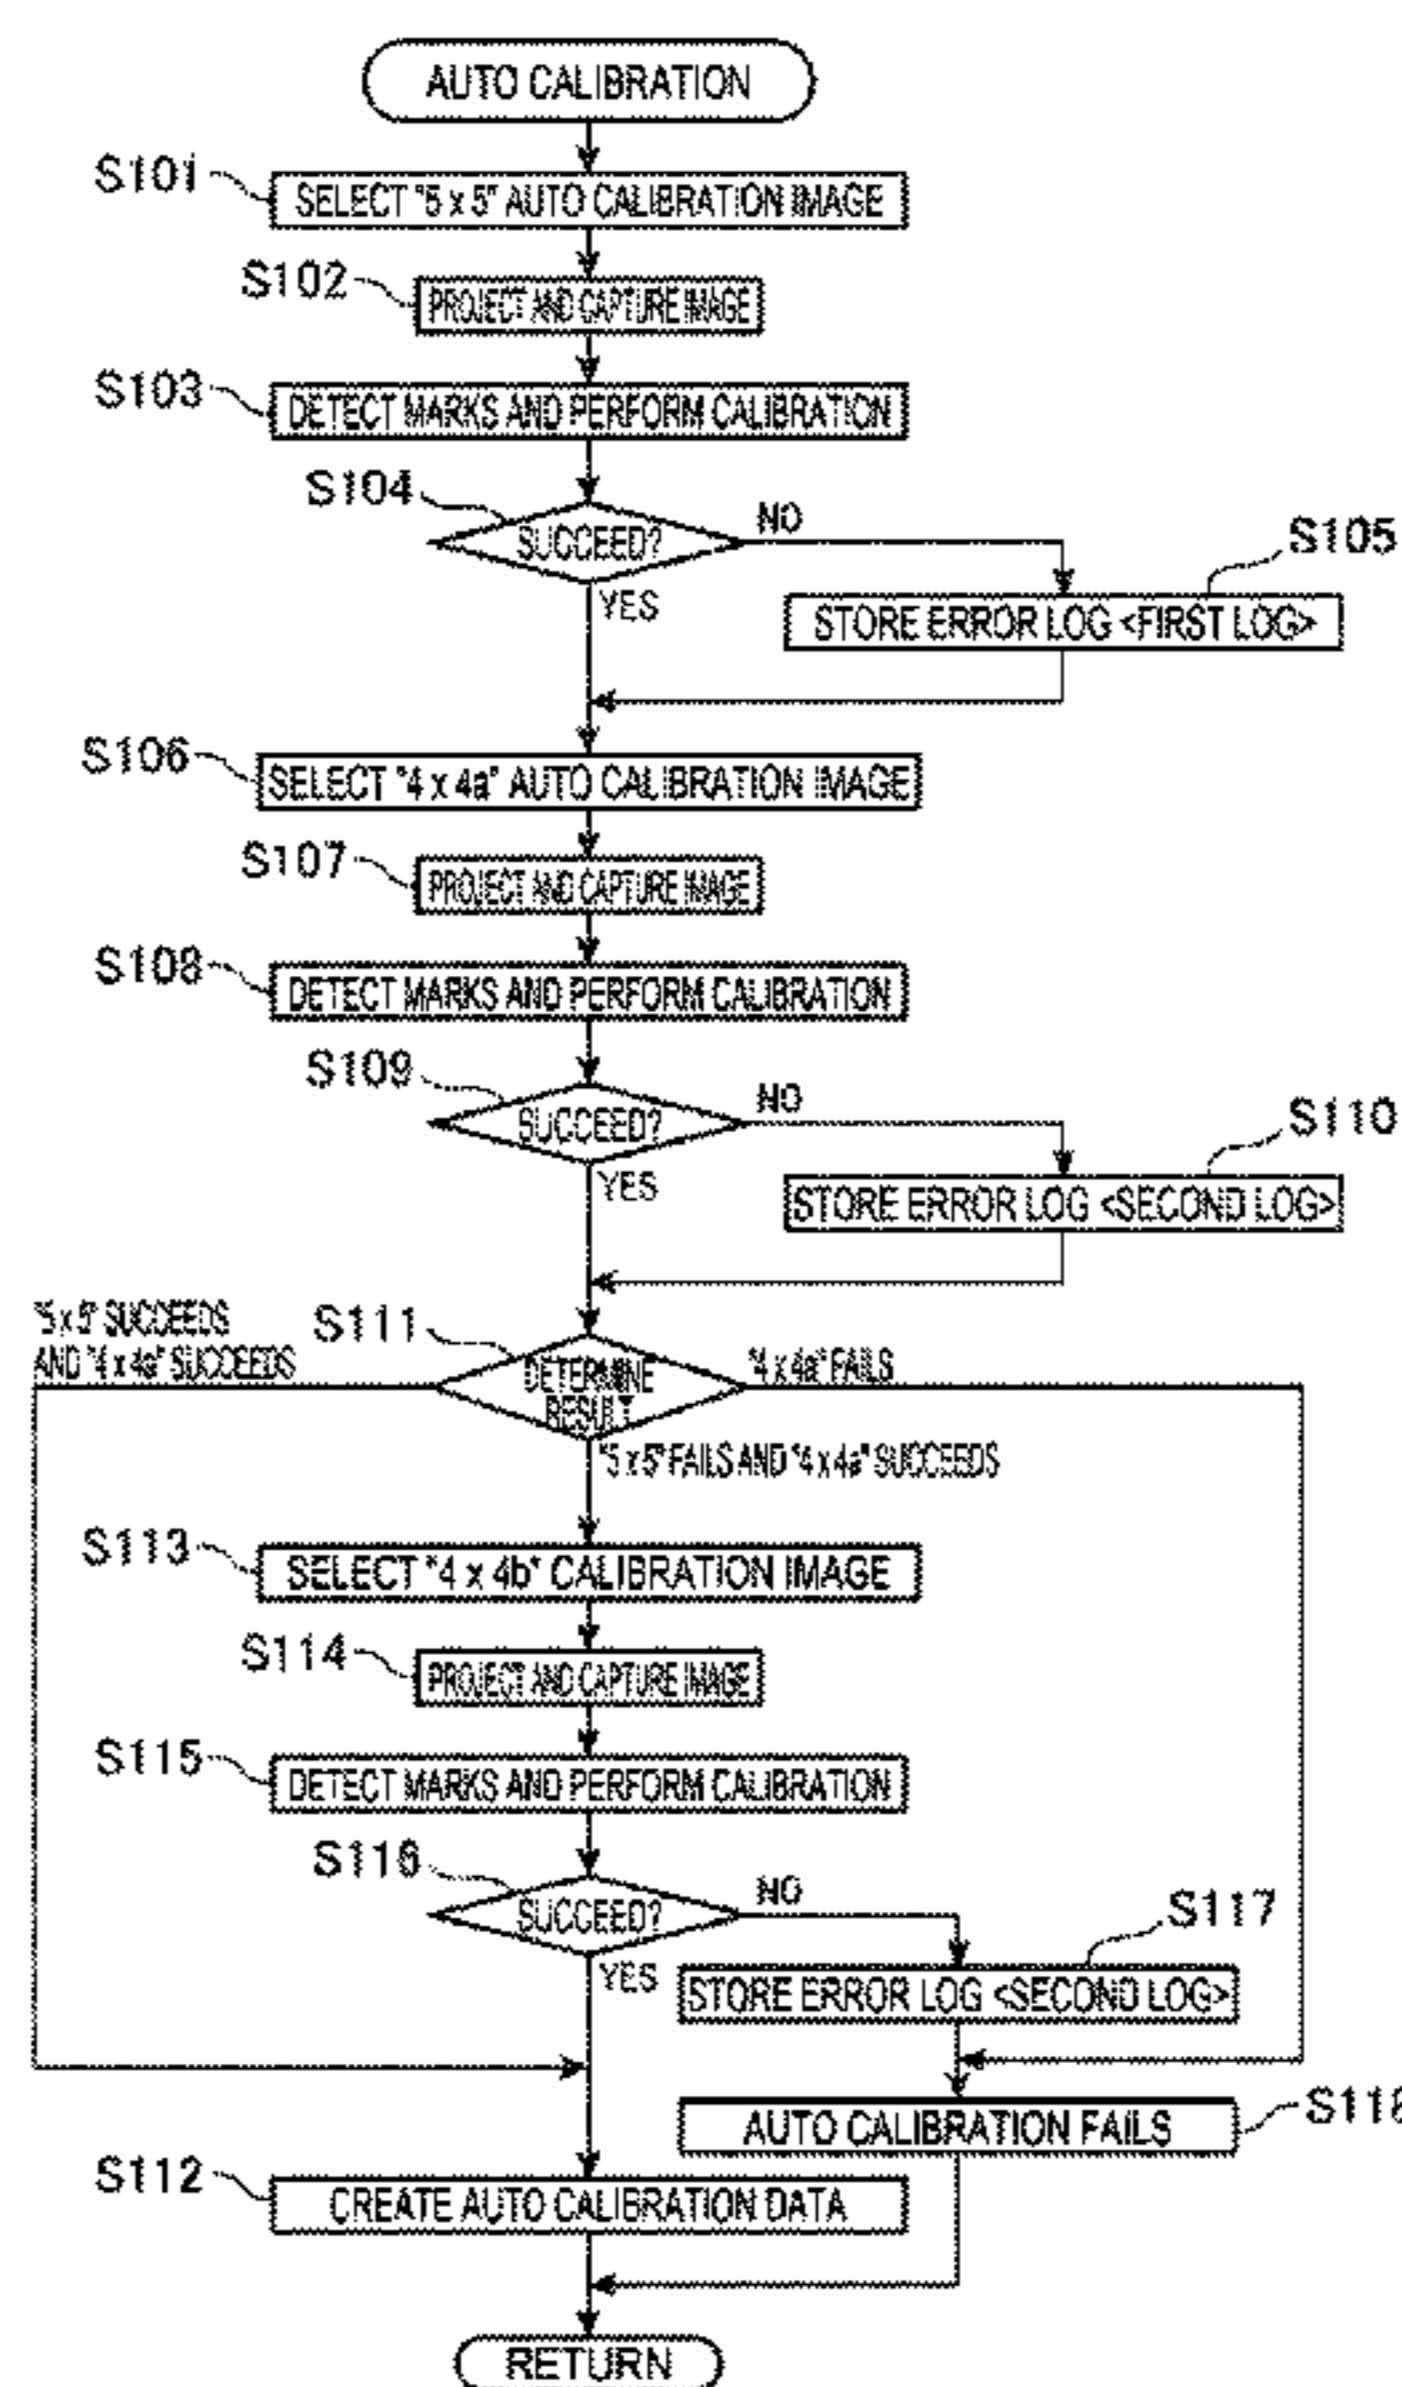 AUTO CALIBRATION
S101
SELECT "5 x 5" AUTO CALIBRATION IMAGE
S102
PROJECT AND CAPTURE IMAGE
S103
DETECT MARKS AND PERFORM CALIBRATION
S104
SUCCEED?
NO
YES
S105
STORE ERROR LOG <FIRST LOG>
S106
SELECT "4 x 4a" AUTO CALIBRATION IMAGE
S107
PROJECT AND CAPTURE IMAGE
S108
DETECT MARKS AND PERFORM CALIBRATION
S109
SUCCEED?
NO
YES
S110
STORE ERROR LOG <SECOND LOG>
"5 x 5" SUCCEEDS
AND "4 x 4a" SUCCEEDS
S111
DETERMINE
RESULT
"4 x 4a" FAILS
"5 x 5" FAILS AND "4 x 4a" SUCCEEDS
S113
SELECT "4 x 4b" CALIBRATION IMAGE
S114
PROJECT AND CAPTURE IMAGE
S115
DETECT MARKS AND PERFORM CALIBRATION
S116
SUCCEED?
NO
YES
S117
STORE ERROR LOG <SECOND LOG>
AUTO CALIBRATION FAILS
S112
CREATE AUTO CALIBRATION DATA
RETURN